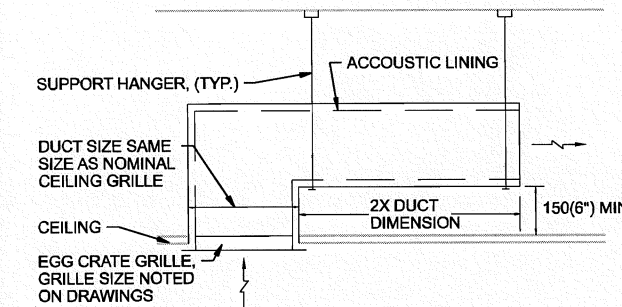 ACCOUSTIC LINING
SUPPORT HANGER, (TYP.)
DUCT SIZE SAME
SIZE AS NOMINAL
CEILING GRILLE
2X DUCT
DIMENSION
150(6") MIN
CEILING
EGG CRATE GRILLE,
GRILLE SIZE NOTED
ON DRAWINGS